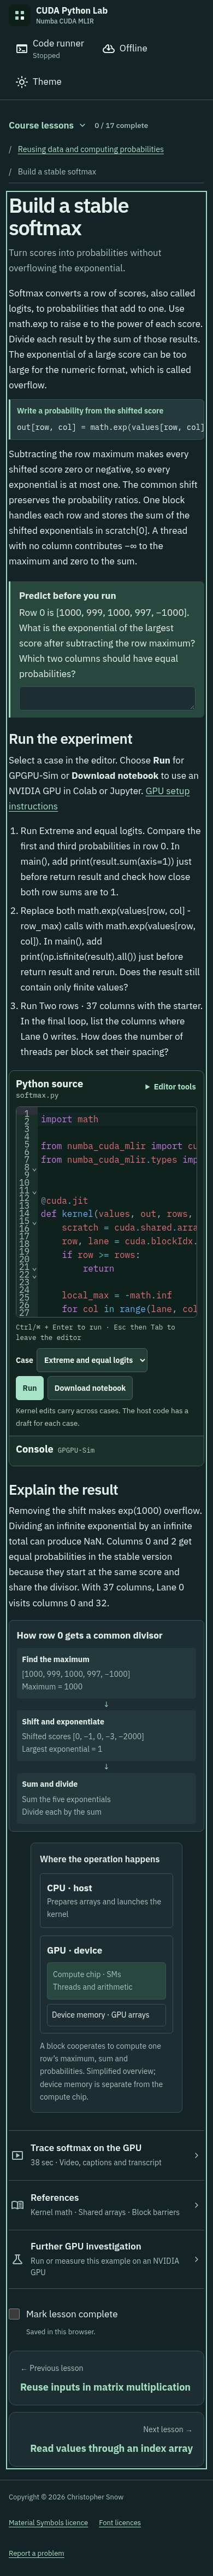 CUDA Python Lab
Numba CUDA MLIR
Code runner
Stopped
Offline
Theme
Course lessons
0 / 17 complete
/ Reusing data and computing probabilities
/ Build a stable softmax
Build a stable
softmax
Turn scores into probabilities without
overflowing the exponential.
Softmax converts a row of scores, also called
logits, to probabilities that add to one. Use
math.exp to raise e to the power of each score.
Divide each result by the sum of those results.
The exponential of a large score can be too
large for the numeric format, which is called
overflow.
Write a probability from the shifted score
out[row, col] = math.exp(values[row, col]
Subtracting the row maximum makes every
shifted score zero or negative, so every
exponential is at most one. The common shift
preserves the probability ratios. One block
handles each row and stores the sum of the
shifted exponentials in scratch[0]. A thread
with no column contributes −∞ to the
maximum and zero to the sum.
Predict before you run
Row 0 is [1000, 999, 1000, 997, −1000].
What is the exponential of the largest
score after subtracting the row maximum?
Which two positions should have equal
probabilities?
Run the experiment
Select a case in the editor. Choose Run for
GPGPU-Sim or Download notebook to use an
NVIDIA GPU in Colab or Jupyter. GPU setup
instructions
1. Run Extreme and equal logits. Compare the
first and third probabilities in row 0. In
main(), add print(result.sum(axis=1)) just
before return result and check how close
both row sums are to 1.
2. Replace both math.exp(values[row, col] -
row_max) calls with math.exp(values[row,
col]). In main(), add
print(np.isfinite(result).all()) just before
return result and rerun. Does the result still
contain only finite values?
3. Run Two rows · 37 columns with the starter.
In the final loop, list the columns where
Lane 0 writes. How does the number of
threads per block set their spacing?
Python source
softmax.py
Editor tools
1
2 import math
3
4 from numba_cuda_mlir import cu
5 from numba_cuda_mlir.types imp
6
7
8 @cuda.jit
9 def kernel(values, out, rows,
10 scratch = cuda.shared.arra
11 row, lane = cuda.blockIdx.
12 if row >= rows:
13 return
14
15 local_max = -math.inf
16 for col in range(lane, col
17
18
19
20
21
22
23
24
25
26
27
Ctrl/⌘ + Enter to run · Esc then Tab to
leave the editor
Case
Extreme and equal logits
Run
Download notebook
Kernel edits carry across cases. The host code has a
draft for each case.
Console GPGPU-Sim
Explain the result
Removing the shift makes exp(1000) overflow.
Dividing an infinite exponential by an infinite
total can produce NaN. Columns 0 and 2 get
equal probabilities in the stable version
because they start at the same score and
share the divisor. With 37 columns, Lane 0
visits columns 0 and 32.
How row 0 gets a common divisor
Find the maximum
[1000, 999, 1000, 997, −1000]
Maximum = 1000
↓
Shift and exponentiate
Shifted scores [0, −1, 0, −3, −2000]
Largest exponential = 1
↓
Sum and divide
Sum the five exponentials
Divide each by the sum
Where the operation happens
CPU · host
Prepares arrays and launches the
kernel
GPU · device
Compute chip · SMs
Threads and arithmetic
Device memory · GPU arrays
A block cooperates to compute one
row's maximum, sum and
probabilities. Simplified overview;
device memory is separate from the
compute chip.
Trace softmax on the GPU
38 sec · Video, captions and transcript
References
Kernel math · Shared arrays · Block barriers
Further GPU investigation
Run or measure this example on an NVIDIA
GPU
Mark lesson complete
Saved in this browser.
← Previous lesson
Reuse inputs in matrix multiplication
Next lesson →
Read values through an index array
Copyright © 2026 Christopher Snow
Material Symbols licence
Font licences
Report a problem